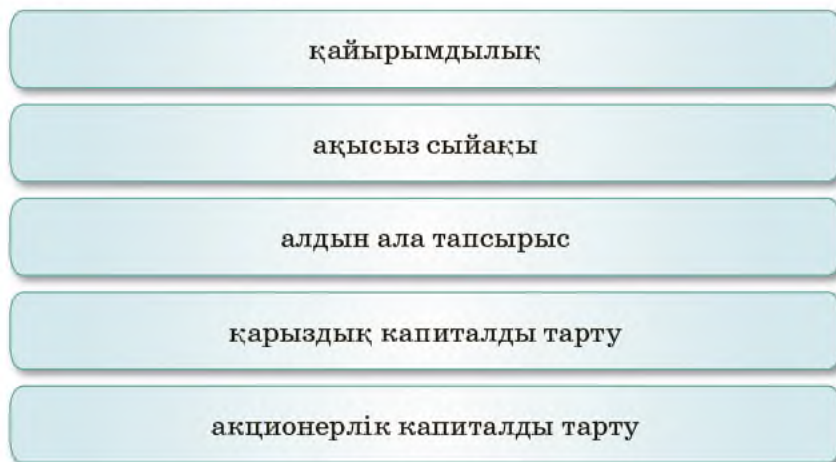 қайырымдылық
ақысыз сыйақы
алдын ала тапсырыс
қарыздық капиталды тарту
акционерлік капиталды тарту